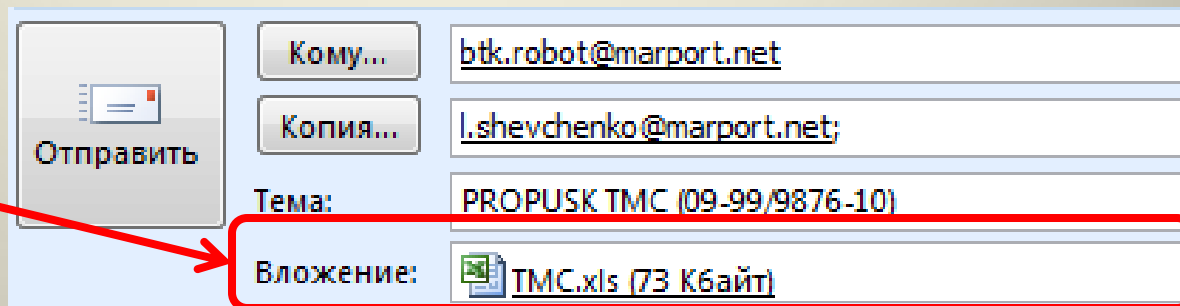 Кому... btk.robot@marport.net
Копия... l.shevchenko@marport.net;
Отправить
Тема: PROPUSK TMC (09-99/9876-10)
Вложение: TMC.xls (73 Кбайт)